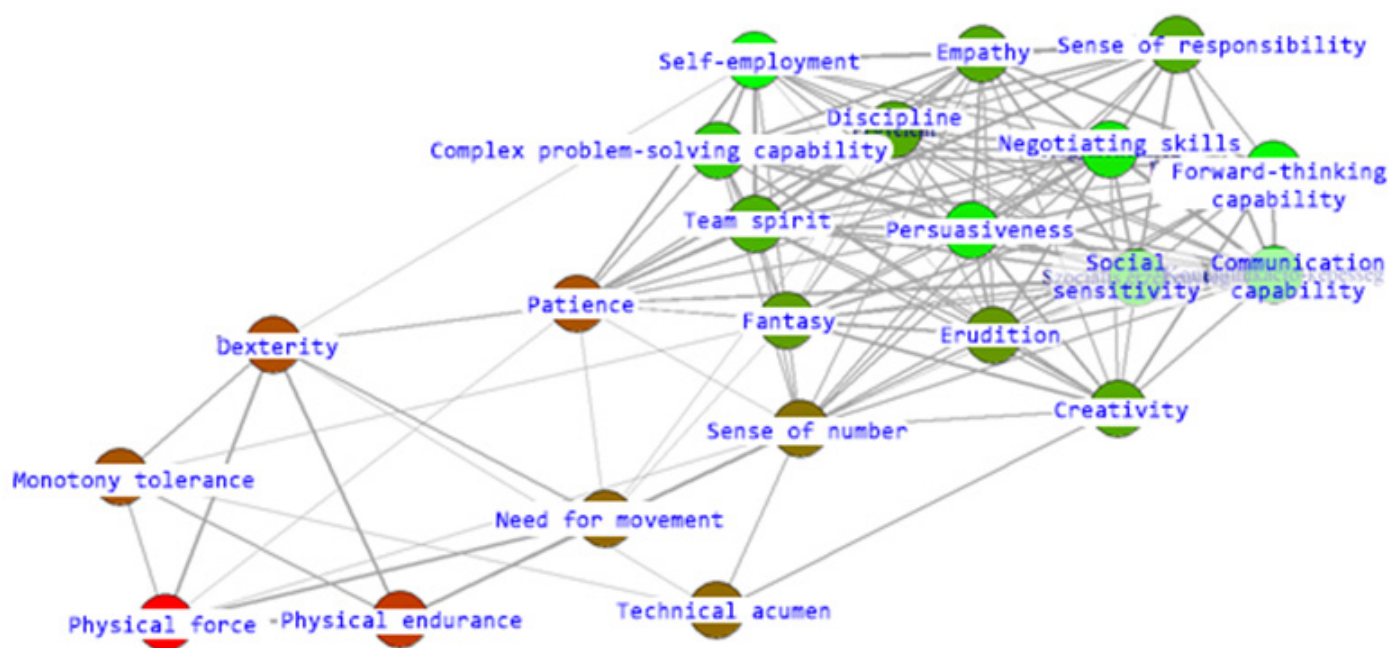 Self-employment
Empathy
Sense of responsibility
Discipline
Complex problem-solving capability
Negotiating skills
Forward-thinking
capability
Team spirit
Persuasiveness
Social
sensitivity
Communication
capability
Patience
Fantasy
Erudition
Dexterity
Creativity
Sense of number
Monotony tolerance
Need for movement
Technical acumen
Physical force
Physical endurance